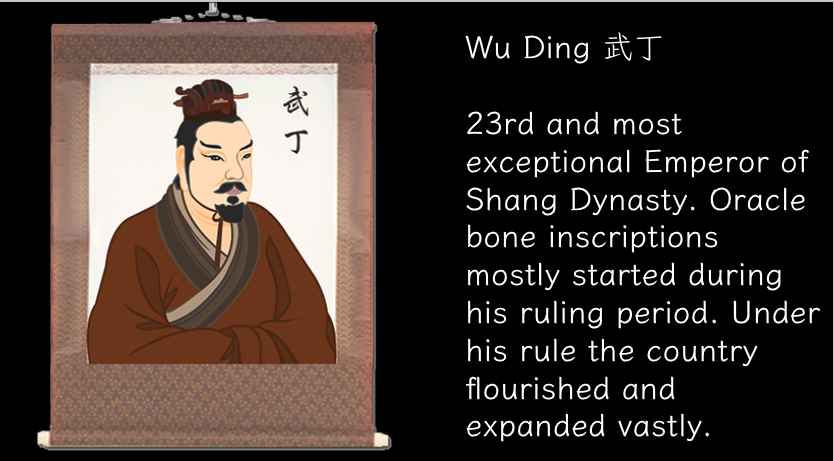 武
丁
Wu Ding 武丁
23rd and most
exceptional Emperor of
Shang Dynasty. Oracle
bone inscriptions
mostly started during
his ruling period. Under
his rule the country
flourished and
expanded vastly.